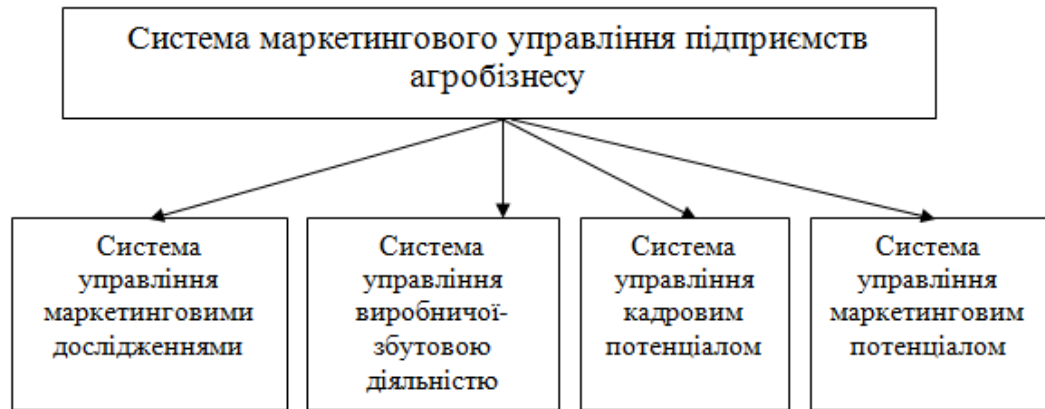 Система маркетингового управління підприємств
агробізнесу
Система
управління
маркетинговими
дослідженнями
Система
управління
виробничої-
збутовою
діяльністю
Система
управління
кадровим
потенціалом
Система
управління
маркетинговим
потенціалом